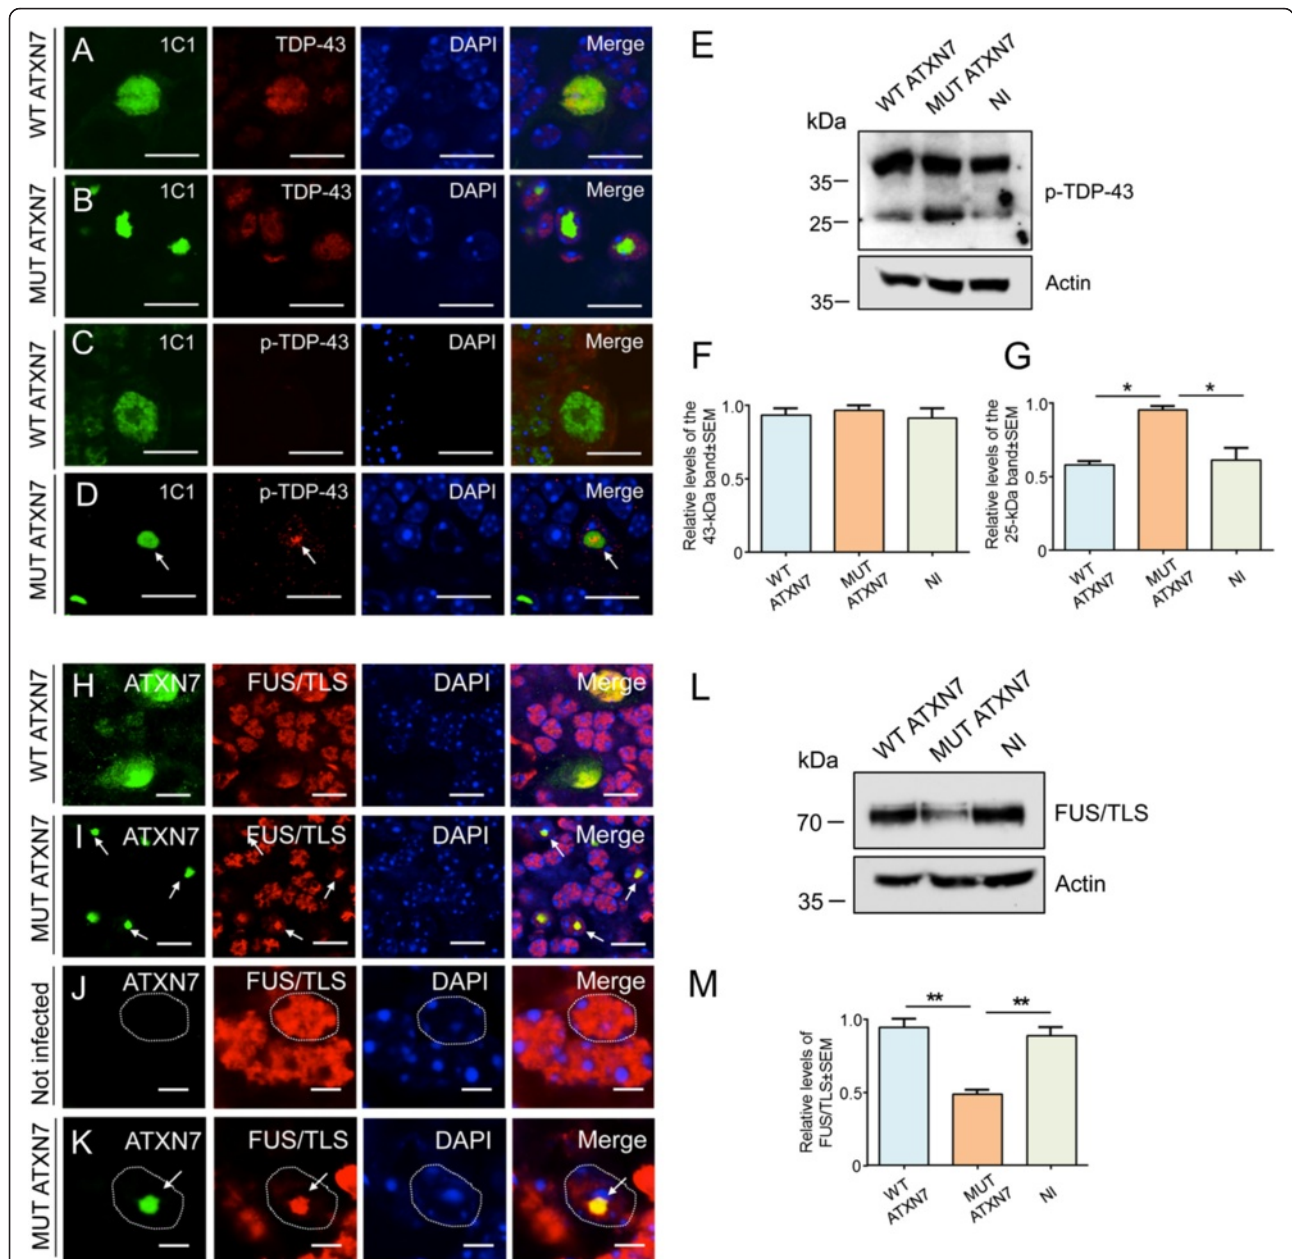 A 1C1 TDP-43 DAPI Merge
WT ATXN7
B 1C1 TDP-43 DAPI Merge
MUT ATXN7
C 1C1 p-TDP-43 DAPI Merge
WT ATXN7
D 1C1 p-TDP-43 DAPI Merge
MUT ATXN7
E
WT ATXN7 MUT ATXN7 NI
kDa
35
25
p-TDP-43
35
Actin
F
Relative levels of the
43-kDa band±SEM
1.0
0.5
0
WT
ATXN7
MUT
ATXN7
NI
G
Relative levels of the
25-kDa band±SEM
* *
1.0
0.5
0
WT
ATXN7
MUT
ATXN7
NI
H ATXN7 FUS/TLS DAPI Merge
WT ATXN7
I ATXN7 FUS/TLS DAPI Merge
MUT ATXN7
J ATXN7 FUS/TLS DAPI Merge
Not infected
K ATXN7 FUS/TLS DAPI Merge
MUT ATXN7
L
WT ATXN7 MUT ATXN7 NI
kDa
70
FUS/TLS
35
Actin
M
Relative levels of
FUS/TLS±SEM
** **
1.0
0.5
0
WT
ATXN7
MUT
ATXN7
NI